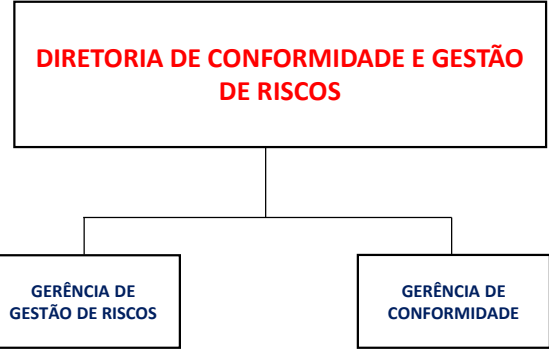 DIRETORIA DE CONFORMIDADE E GESTÃO
DE RISCOS
GERÊNCIA DE
GESTÃO DE RISCOS
GERÊNCIA DE
CONFORMIDADE